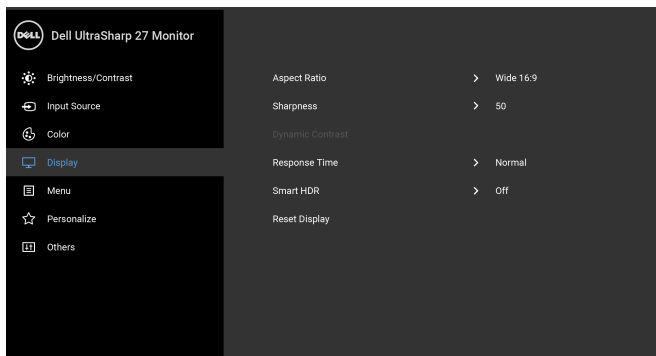 DELL Dell UltraSharp 27 Monitor
Brightness/Contrast
Input Source
Color
Display
Menu
Personalize
Others
Aspect Ratio > Wide 16:9
Sharpness > 50
Dynamic Contrast
Response Time > Normal
Smart HDR > Off
Reset Display